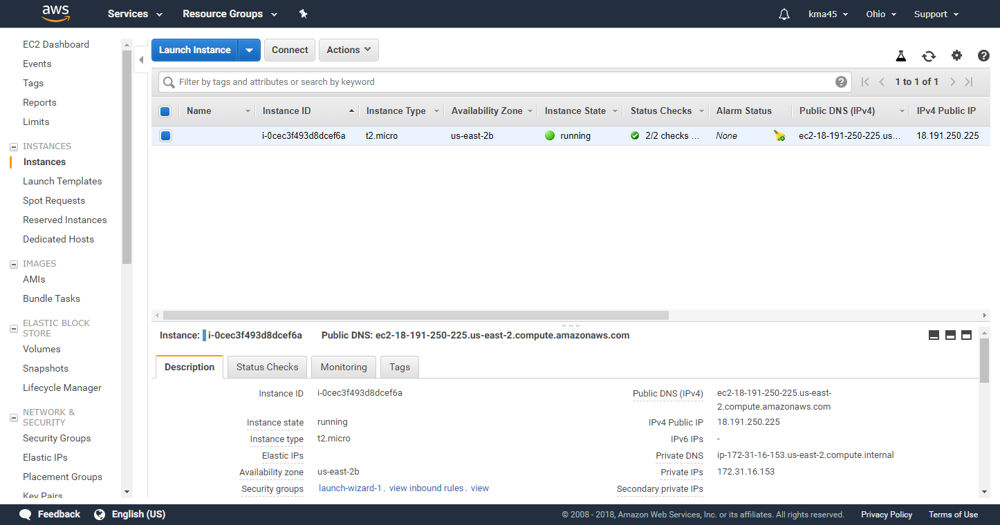 aws Services Resource Groups kma45 Ohio Support
EC2 Dashboard
Events
Tags
Reports
Limits
INSTANCES
Instances
Launch Templates
Spot Requests
Reserved Instances
Dedicated Hosts
IMAGES
AMIs
Bundle Tasks
ELASTIC BLOCK
STORE
Volumes
Snapshots
Lifecycle Manager
NETWORK &
SECURITY
Security Groups
Elastic IPs
Placement Groups
Key Pairs
Launch Instance Connect Actions
Filter by tags and attributes or search by keyword 1 to 1 of 1
Name Instance ID Instance Type Availability Zone Instance State Status Checks Alarm Status Public DNS (IPv4) IPv4 Public IP
i-0cec3f493d8dcef6a t2.micro us-east-2b running 2/2 checks ... None ec2-18-191-250-225.us... 18.191.250.225
Instance: i-0cec3f493d8dcef6a Public DNS: ec2-18-191-250-225.us-east-2.compute.amazonaws.com
Description Status Checks Monitoring Tags
Instance ID i-0cec3f493d8dcef6a
Instance state running
Instance type t2.micro
Elastic IPs
Availability zone us-east-2b
Security groups launch-wizard-1 . view inbound rules . view
Public DNS (IPv4) ec2-18-191-250-225.us-east-
2.compute.amazonaws.com
IPv4 Public IP 18.191.250.225
IPv6 IPs -
Private DNS ip-172-31-16-153.us-east-2.compute.internal
Private IPs 172.31.16.153
Secondary private IPs
Feedback English (US) © 2008 - 2018, Amazon Web Services, Inc. or its affiliates. All rights reserved. Privacy Policy Terms of Use